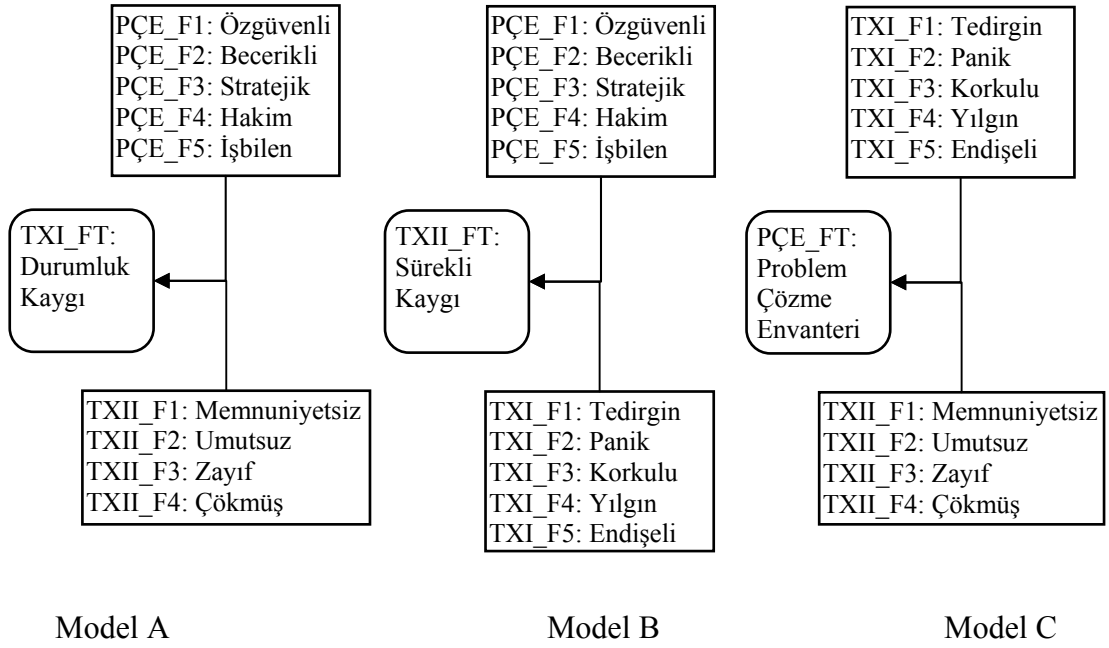 PÇE_F1: Özgüvenli
PÇE_F2: Becerikli
PÇE_F3: Stratejik
PÇE_F4: Hakim
PÇE_F5: İşbilen
TXI_FT:
Durumluk
Kaygı
TXII_F1: Memnuniyetsiz
TXII_F2: Umutsuz
TXII_F3: Zayıf
TXII_F4: Çökmüş
Model A
PÇE_F1: Özgüvenli
PÇE_F2: Becerikli
PÇE_F3: Stratejik
PÇE_F4: Hakim
PÇE_F5: İşbilen
TXII_FT:
Sürekli
Kaygı
TXI_F1: Tedirgin
TXI_F2: Panik
TXI_F3: Korkulu
TXI_F4: Yılgın
TXI_F5: Endişeli
Model B
TXI_F1: Tedirgin
TXI_F2: Panik
TXI_F3: Korkulu
TXI_F4: Yılgın
TXI_F5: Endişeli
PÇE_FT:
Problem
Çözme
Envanteri
TXII_F1: Memnuniyetsiz
TXII_F2: Umutsuz
TXII_F3: Zayıf
TXII_F4: Çökmüş
Model C